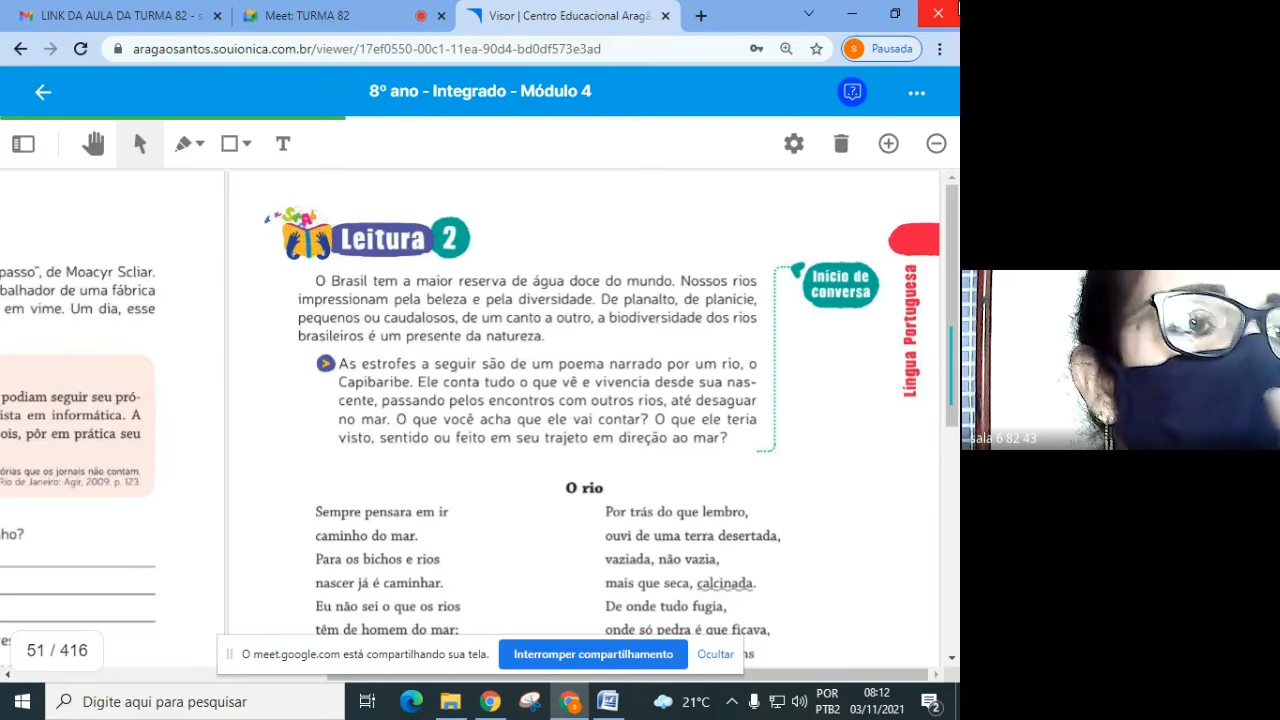 LINK DA AULA DA TURMA 82 - s
Meet: TURMA 82
Visor | Centro Educacional Aragã
aragaosantos.souionica.com.br/viewer/17ef0550-00c1-11ea-90d4-bd0df573e3ad
S
Pausada
8º ano - Integrado - Módulo 4
T
passo", de Moacyr Scliar.
balhador de uma fábrica
em vime. Um dia, esse
podiam seguir seu pró-
ista em informática. A
ois, pôr em prática seu
órias que os jornais não contam.
Rio de Janeiro: Agir, 2009. p. 123.
nho?
Leitura 2
O Brasil tem a maior reserva de água doce do mundo. Nossos rios
impressionam pela beleza e pela diversidade. De planalto, de planície,
pequenos ou caudalosos, de um canto a outro, a biodiversidade dos rios
brasileiros é um presente da natureza.
As estrofes a seguir são de um poema narrado por um rio, o
Capibaribe. Ele conta tudo o que vê e vivencia desde sua nas-
cente, passando pelos encontros com outros rios, até desaguar
no mar. O que você acha que ele vai contar? O que ele teria
visto, sentido ou feito em seu trajeto em direção ao mar?
Início de
conversa
Língua Portuguesa
O rio
Sempre pensara em ir
caminho do mar.
Para os bichos e rios
nascer já é caminhar.
Eu não sei o que os rios
têm de homem do mar;
Por trás do que lembro,
ouvi de uma terra desertada,
vaziada, não vazia,
mais que seca, calcinada.
De onde tudo fugia,
onde só pedra é que ficava,
51 / 416
O meet.google.com está compartilhando sua tela.
Interromper compartilhamento
Ocultar
sala 6 82 43
Digite aqui para pesquisar
21°C
POR
PTB2
08:12
03/11/2021
2